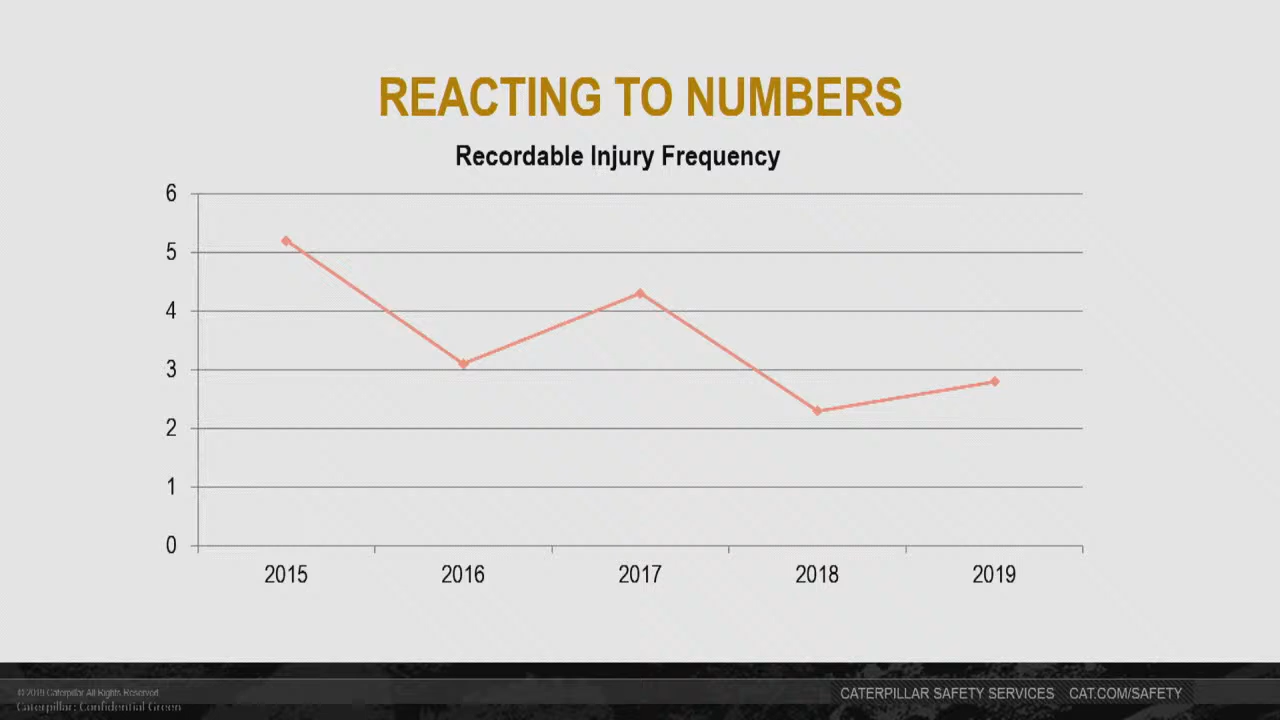 REACTING TO NUMBERS
Recordable Injury Frequency
6
5
4
3
2
1
0
2015 2016 2017 2018 2019
© 2019 Caterpillar All Rights Reserved
Caterpillar: Confidential Green
CATERPILLAR SAFETY SERVICES CAT.COM/SAFETY